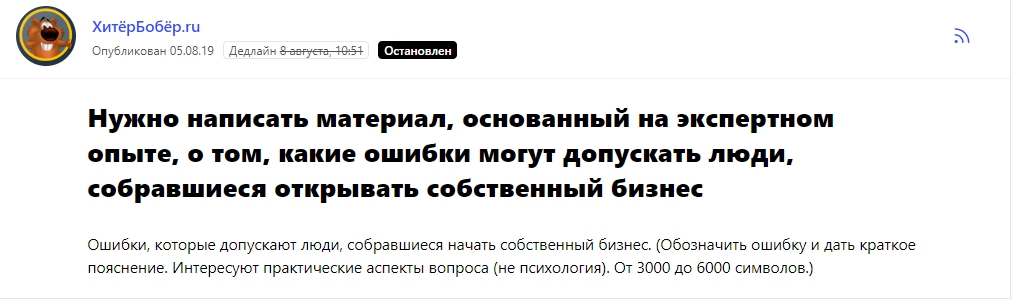 ХитёрБобёр.ru
Опубликован 05.08.19 Дедлайн 8 августа, 10:51 Остановлен
Нужно написать материал, основанный на экспертном
опыте, о том, какие ошибки могут допускать люди,
собравшиеся открывать собственный бизнес
Ошибки, которые допускают люди, собравшиеся начать собственный бизнес. (Обозначить ошибку и дать краткое
пояснение. Интересуют практические аспекты вопроса (не психология). От 3000 до 6000 символов.)